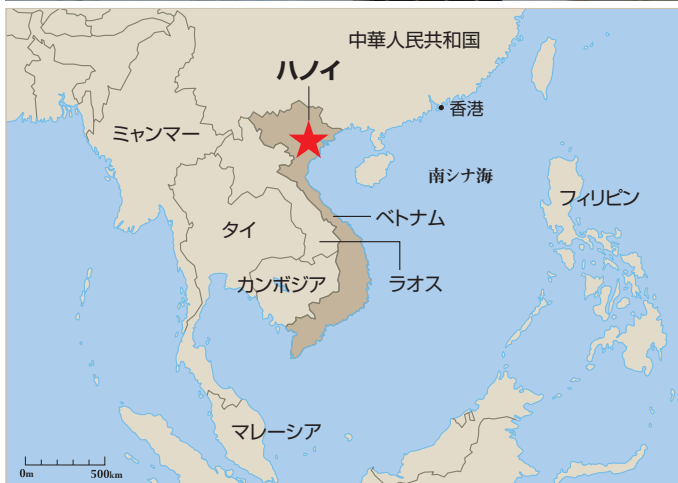 中華人民共和国
ハノイ
香港
ミャンマー
南シナ海
フィリピン
ベトナム
タイ
カンボジア
ラオス
マレーシア
0m 500km